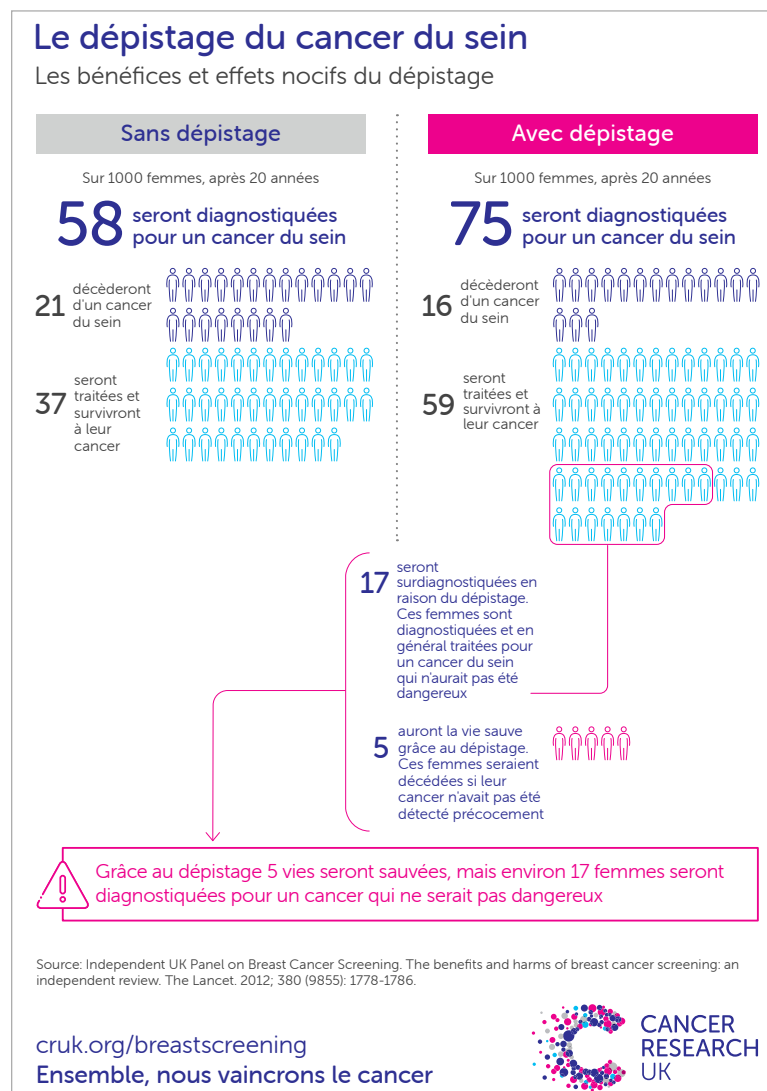 Le dépistage du cancer du sein
Les bénéfices et effets nocifs du dépistage
Sans dépistage
Sur 1000 femmes, après 20 années
58 seront diagnostiquées
pour un cancer du sein
21 décèderont
d'un cancer
du sein
37 seront
traitées et
survivront
à leur
cancer
Avec dépistage
Sur 1000 femmes, après 20 années
75 seront diagnostiquées
pour un cancer du sein
16 décèderont
d'un cancer
du sein
59 seront
traitées et
survivront à
leur cancer
17 seront
surdiagnostiquées en
raison du dépistage.
Ces femmes sont
diagnostiquées et en
général traitées pour
un cancer du sein
qui n'aurait pas été
dangereux
5 auront la vie sauve
grâce au dépistage.
Ces femmes seraient
décédées si leur
cancer n'avait pas été
détecté précocement
Grâce au dépistage 5 vies seront sauvées, mais environ 17 femmes seront
diagnostiquées pour un cancer qui ne serait pas dangereux
Source: Independent UK Panel on Breast Cancer Screening. The benefits and harms of breast cancer screening: an
independent review. The Lancet. 2012; 380 (9855): 1778-1786.
cruk.org/breastscreening
Ensemble, nous vaincrons le cancer
CANCER
RESEARCH
UK